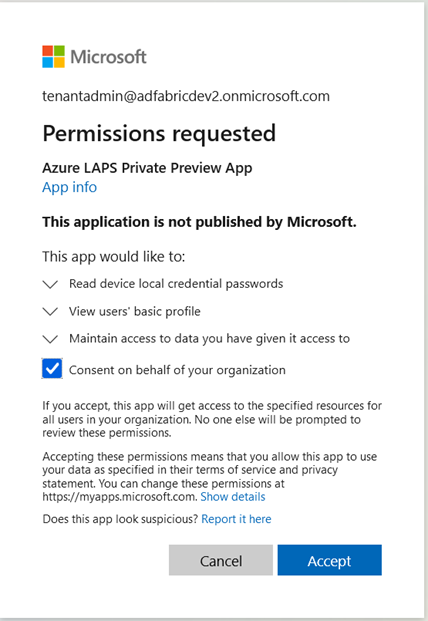 Microsoft
tenantadmin@adfabricdev2.onmicrosoft.com
Permissions requested
Azure LAPS Private Preview App
App info
This application is not published by Microsoft.
This app would like to:
Read device local credential passwords
View users' basic profile
Maintain access to data you have given it access to
Consent on behalf of your organization
If you accept, this app will get access to the specified resources for
all users in your organization. No one else will be prompted to
review these permissions.
Accepting these permissions means that you allow this app to use
your data as specified in their terms of service and privacy
statement. You can change these permissions at
https://myapps.microsoft.com. Show details
Does this app look suspicious? Report it here
Cancel Accept